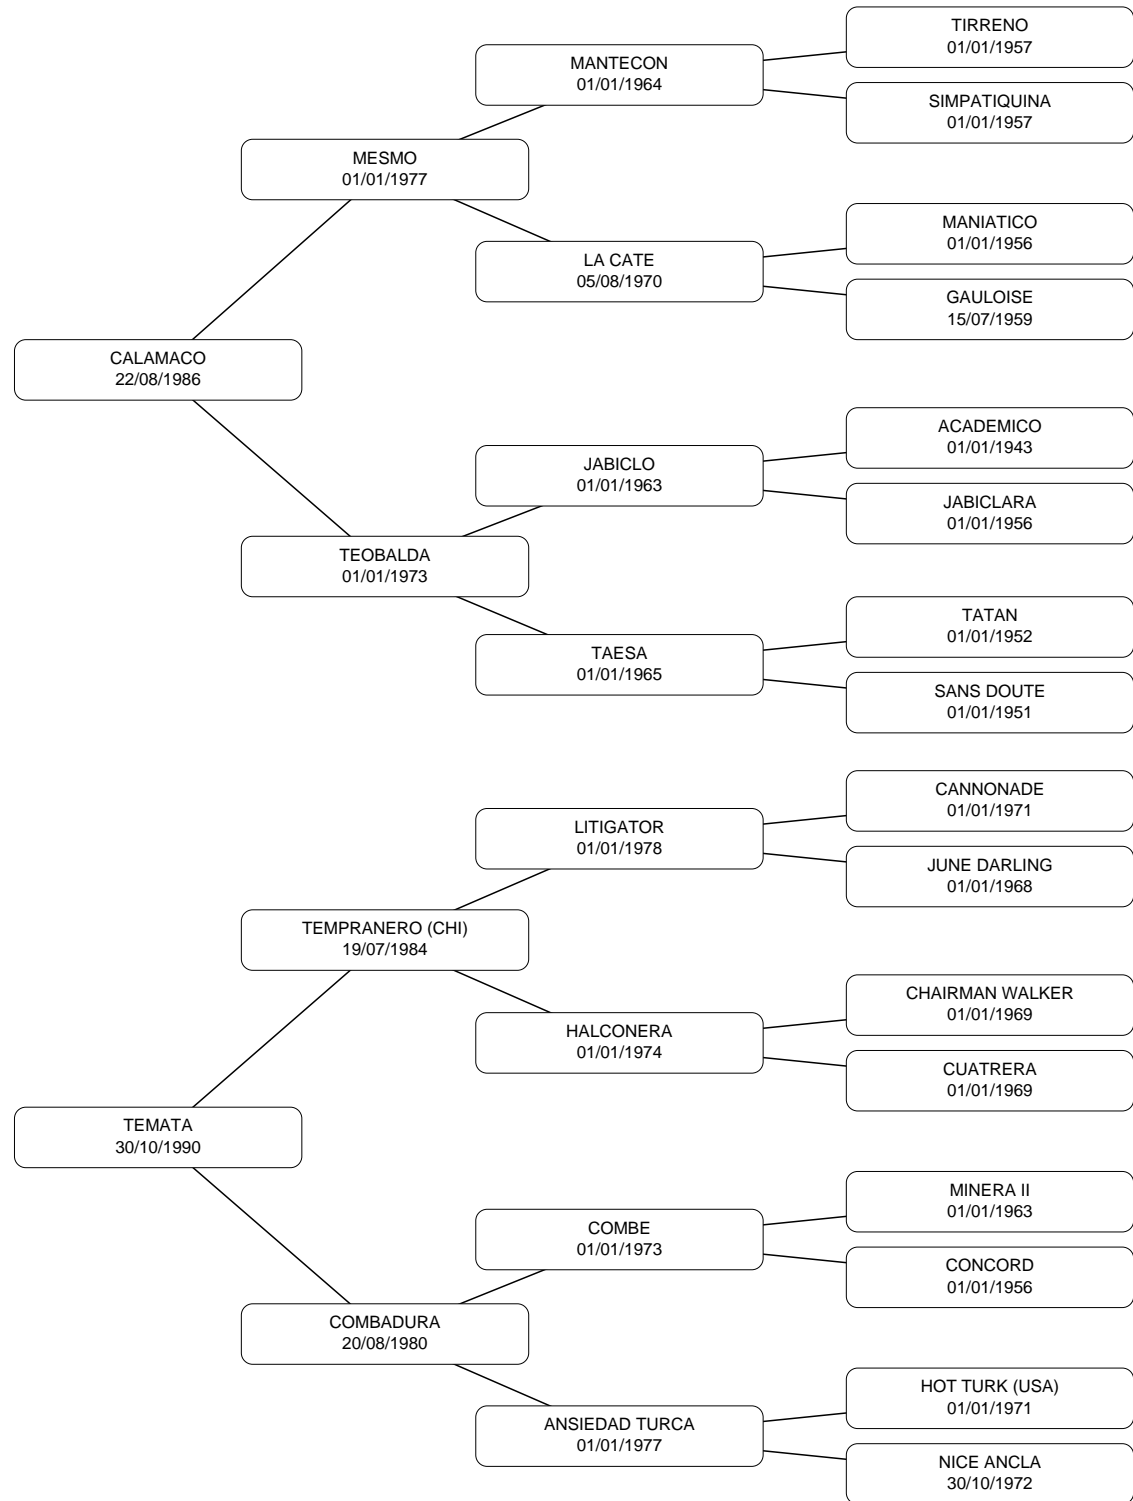 TIRRENO
01/01/1957
MANTECON
01/01/1964
SIMPATIQUINA
01/01/1957
MESMO
01/01/1977
MANIATICO
01/01/1956
LA CATE
05/08/1970
GAULOISE
15/07/1959
CALAMACO
22/08/1986
ACADEMICO
01/01/1943
JABICLO
01/01/1963
JABICLARA
01/01/1956
TEOBALDA
01/01/1973
TATAN
01/01/1952
TAESA
01/01/1965
SANS DOUTE
01/01/1951
CANNONADE
01/01/1971
LITIGATOR
01/01/1978
JUNE DARLING
01/01/1968
TEMPRANERO (CHI)
19/07/1984
CHAIRMAN WALKER
01/01/1969
HALCONERA
01/01/1974
CUATRERA
01/01/1969
TEMATA
30/10/1990
MINERA II
01/01/1963
COMBE
01/01/1973
CONCORD
01/01/1956
COMBADURA
20/08/1980
HOT TURK (USA)
01/01/1971
ANSIEDAD TURCA
01/01/1977
NICE ANCLA
30/10/1972